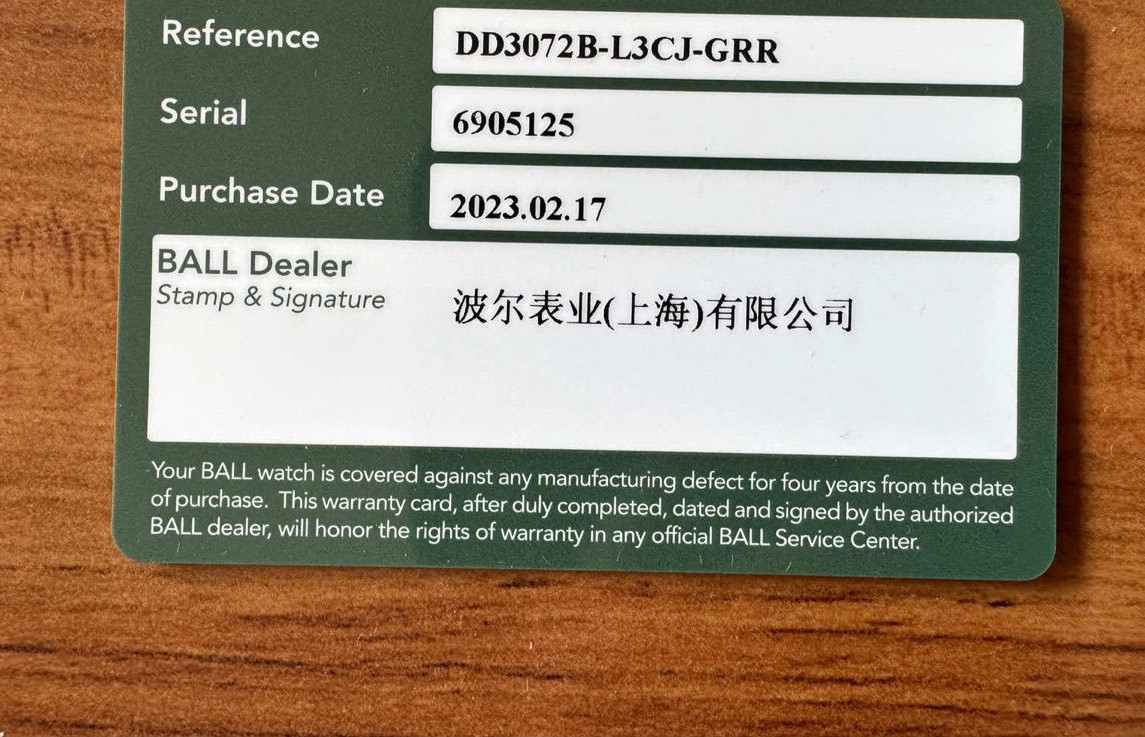 Reference DD3072B-L3CJ-GRR
Serial 6905125
Purchase Date 2023.02.17
BALL Dealer
Stamp & Signature 波尔表业(上海)有限公司
Your BALL watch is covered against any manufacturing defect for four years from the date
of purchase. This warranty card, after duly completed, dated and signed by the authorized
BALL dealer, will honor the rights of warranty in any official BALL Service Center.